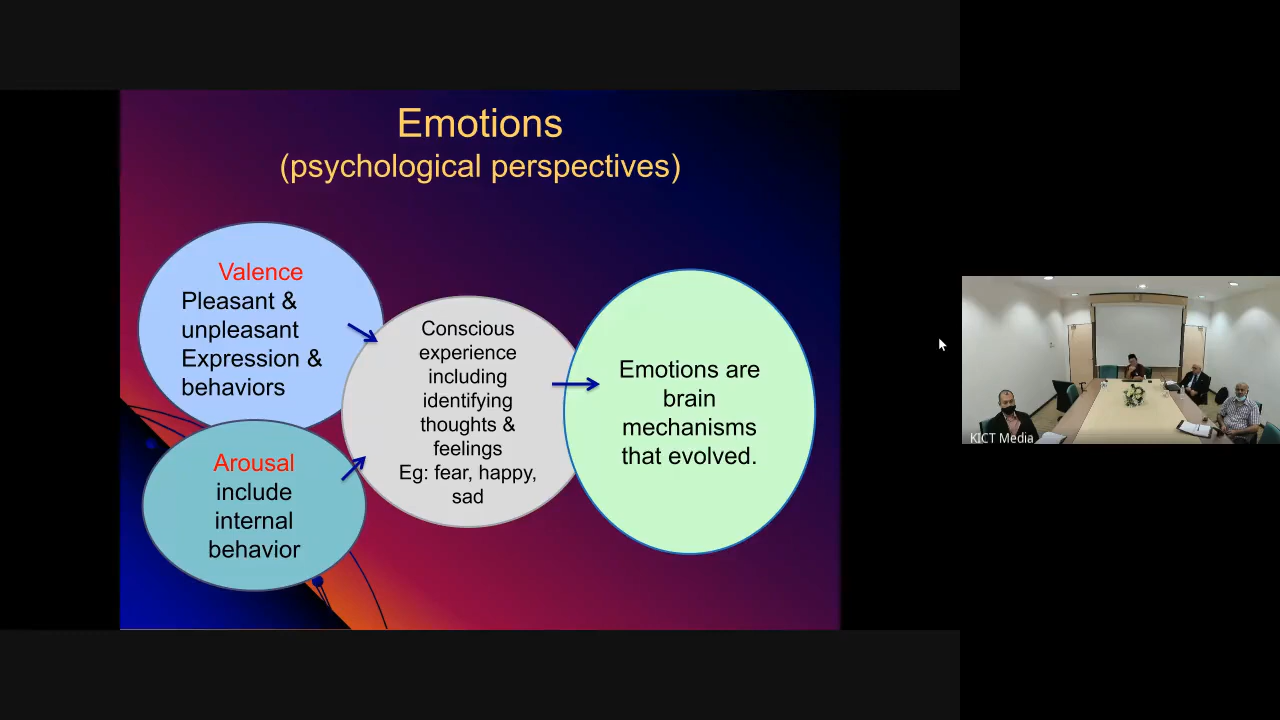 Emotions
(psychological perspectives)
Valence
Pleasant &
unpleasant
Expression &
behaviors
Arousal
include
internal
behavior
Conscious
experience
including
identifying
thoughts &
feelings
Eg: fear, happy,
sad
Emotions are
brain
mechanisms
that evolved.
KICT Media